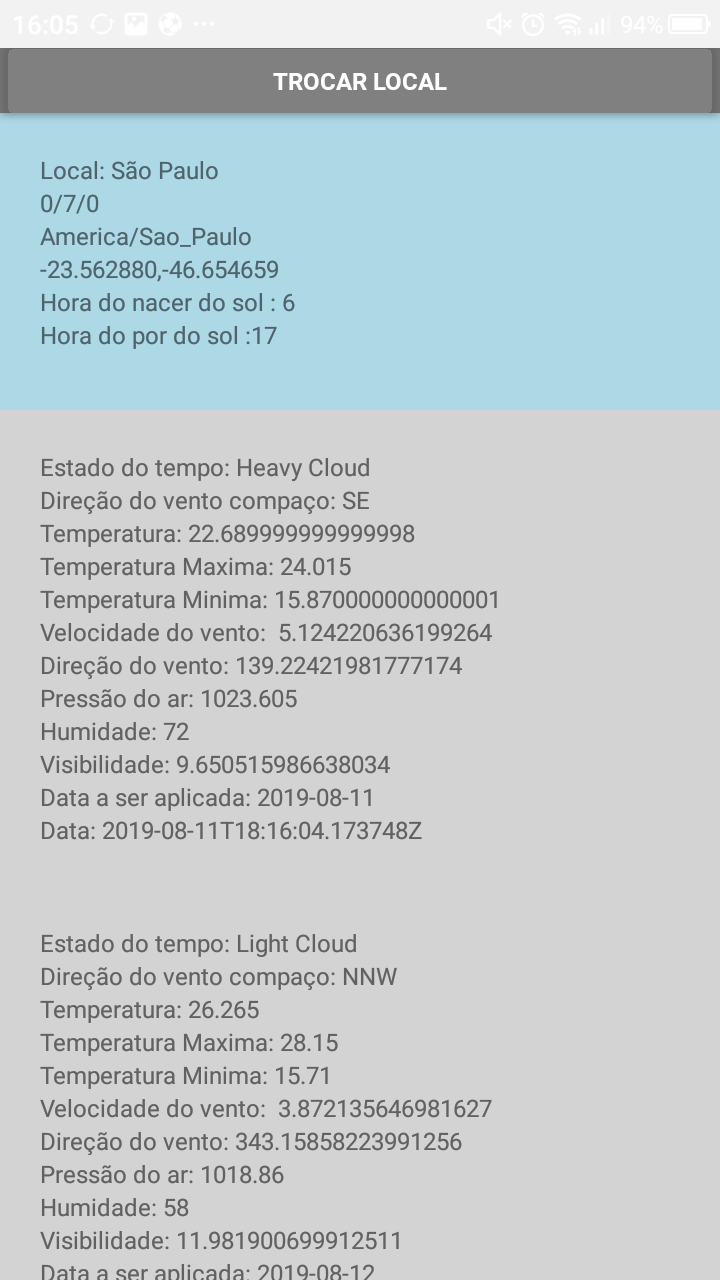 16:05 94%
TROCAR LOCAL
Local: São Paulo
0/7/0
America/Sao_Paulo
-23.562880,-46.654659
Hora do nacer do sol : 6
Hora do por do sol :17
Estado do tempo: Heavy Cloud
Direção do vento compaço: SE
Temperatura: 22.689999999999998
Temperatura Maxima: 24.015
Temperatura Minima: 15.870000000000001
Velocidade do vento:  5.124220636199264
Direção do vento: 139.22421981777174
Pressão do ar: 1023.605
Humidade: 72
Visibilidade: 9.650515986638034
Data a ser aplicada: 2019-08-11
Data: 2019-08-11T18:16:04.173748Z
Estado do tempo: Light Cloud
Direção do vento compaço: NNW
Temperatura: 26.265
Temperatura Maxima: 28.15
Temperatura Minima: 15.71
Velocidade do vento:  3.872135646981627
Direção do vento: 343.15858223991256
Pressão do ar: 1018.86
Humidade: 58
Visibilidade: 11.981900699912511
Data a ser aplicada: 2019-08-12